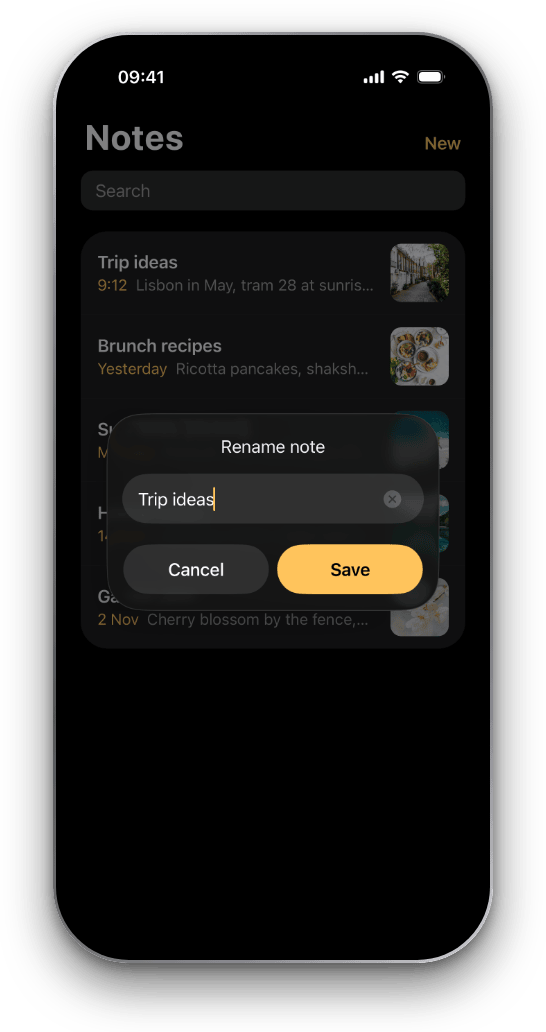 09:41
Notes
New
Search
Trip ideas
9:12 Lisbon in May, tram 28 at sunris...
Brunch recipes
Yesterday Ricotta pancakes, shaksh...
Rename note
Trip ideas
Cancel
Save
2 Nov Cherry blossom by the fence,...